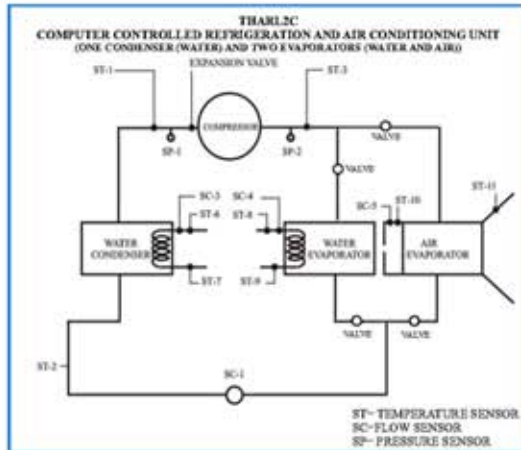 THARL2C
COMPUTER CONTROLLED REFRIGERATION AND AIR CONDITIONING UNIT
(ONE CONDENSER (WATER) AND TWO EVAPORATORS (WATER AND AIR))
ST-1
EXPANSION VALVE
ST-3
COMPRESSOR
SP-1
SP-2
VALVE
VALVE
SC-3
ST-6
SC-4
ST-8
SC-5
ST-10
ST-11
WATER
CONDENSER
WATER
EVAPORATOR
AIR
EVAPORATOR
ST-7
ST-9
VALVE
VALVE
ST-2
SC-1
ST- TEMPERATURE SENSOR
SC-FLOW SENSOR
SP- PRESSURE SENSOR